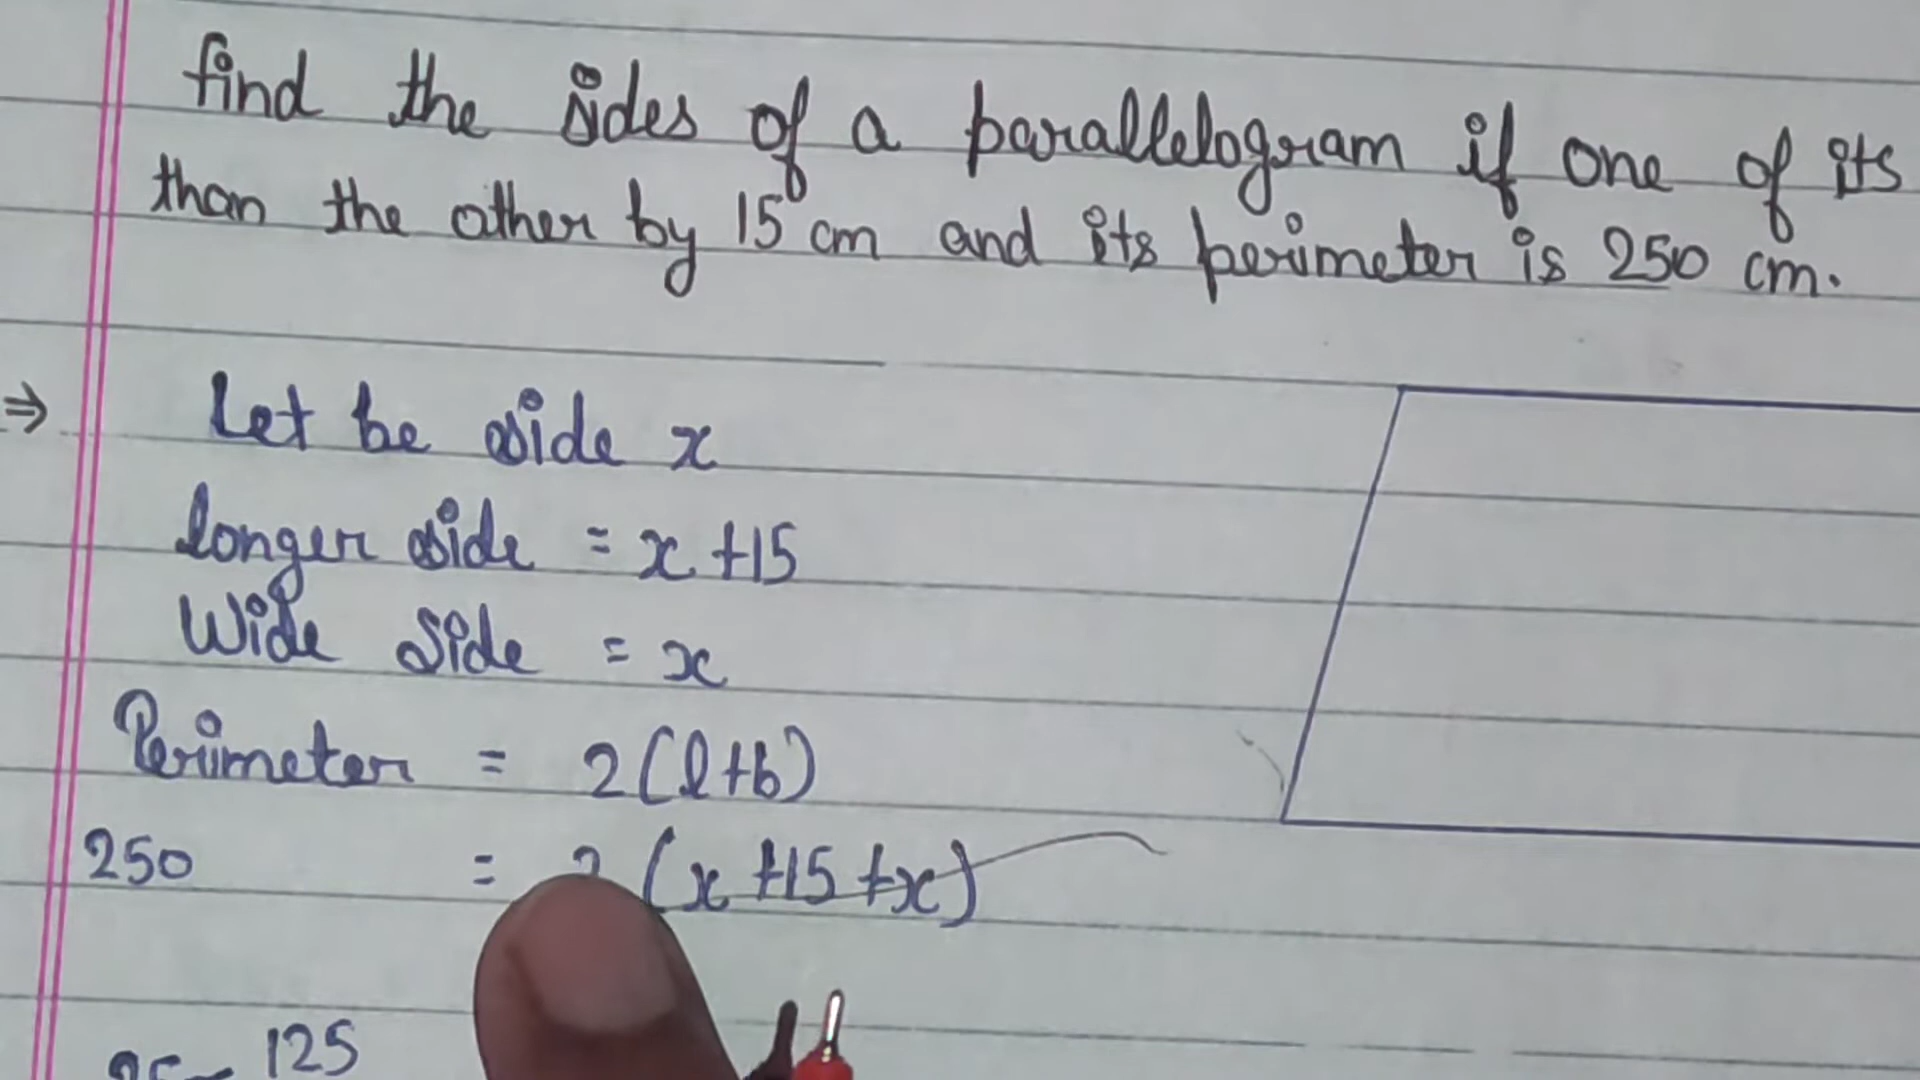 find the sides of a parallelogram if one of its
than the other by 15 cm and its perimeter is 250 cm.
⇒ Let be side x
longer side = x +15
Wide side = x
Perimeter = 2(l+b)
250 = 2 (x +15 +x)
125